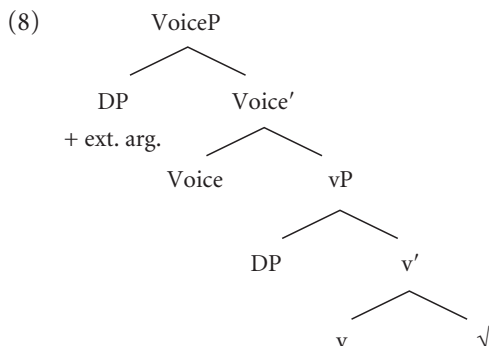 (8) VoiceP
DP Voice′
+ ext. arg.
Voice vP
DP v′
v √